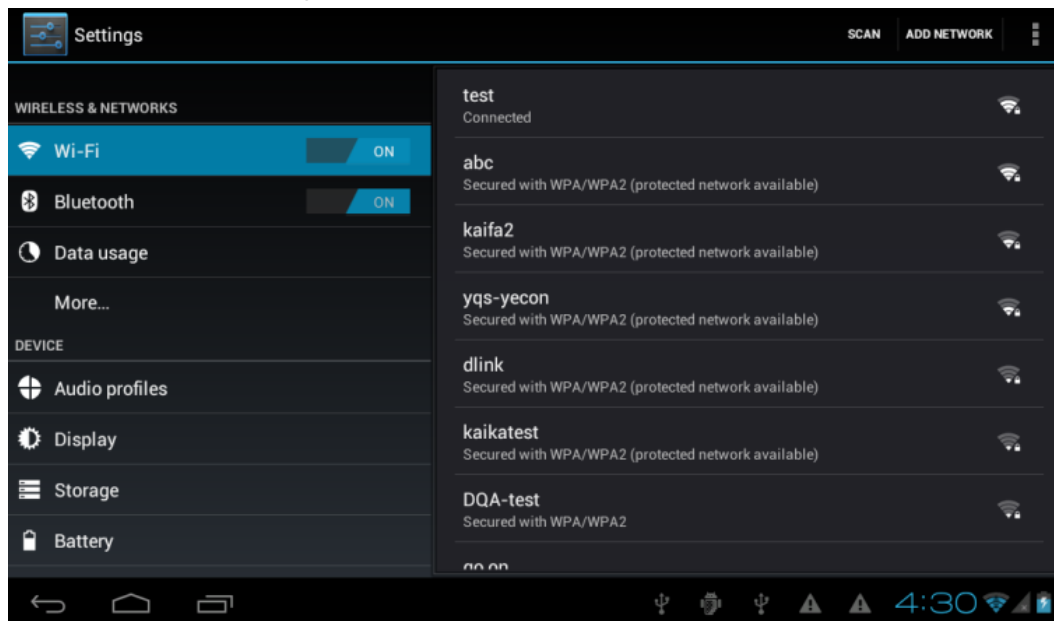 Settings
SCAN
ADD NETWORK
WIRELESS & NETWORKS
Wi-Fi
ON
Bluetooth
ON
Data usage
More...
DEVICE
Audio profiles
Display
Storage
Battery
test
Connected
abc
Secured with WPA/WPA2 (protected network available)
kaifa2
Secured with WPA/WPA2 (protected network available)
yqs-yecon
Secured with WPA/WPA2 (protected network available)
dlink
Secured with WPA/WPA2 (protected network available)
kaikatest
Secured with WPA/WPA2 (protected network available)
DQA-test
Secured with WPA/WPA2
4:30